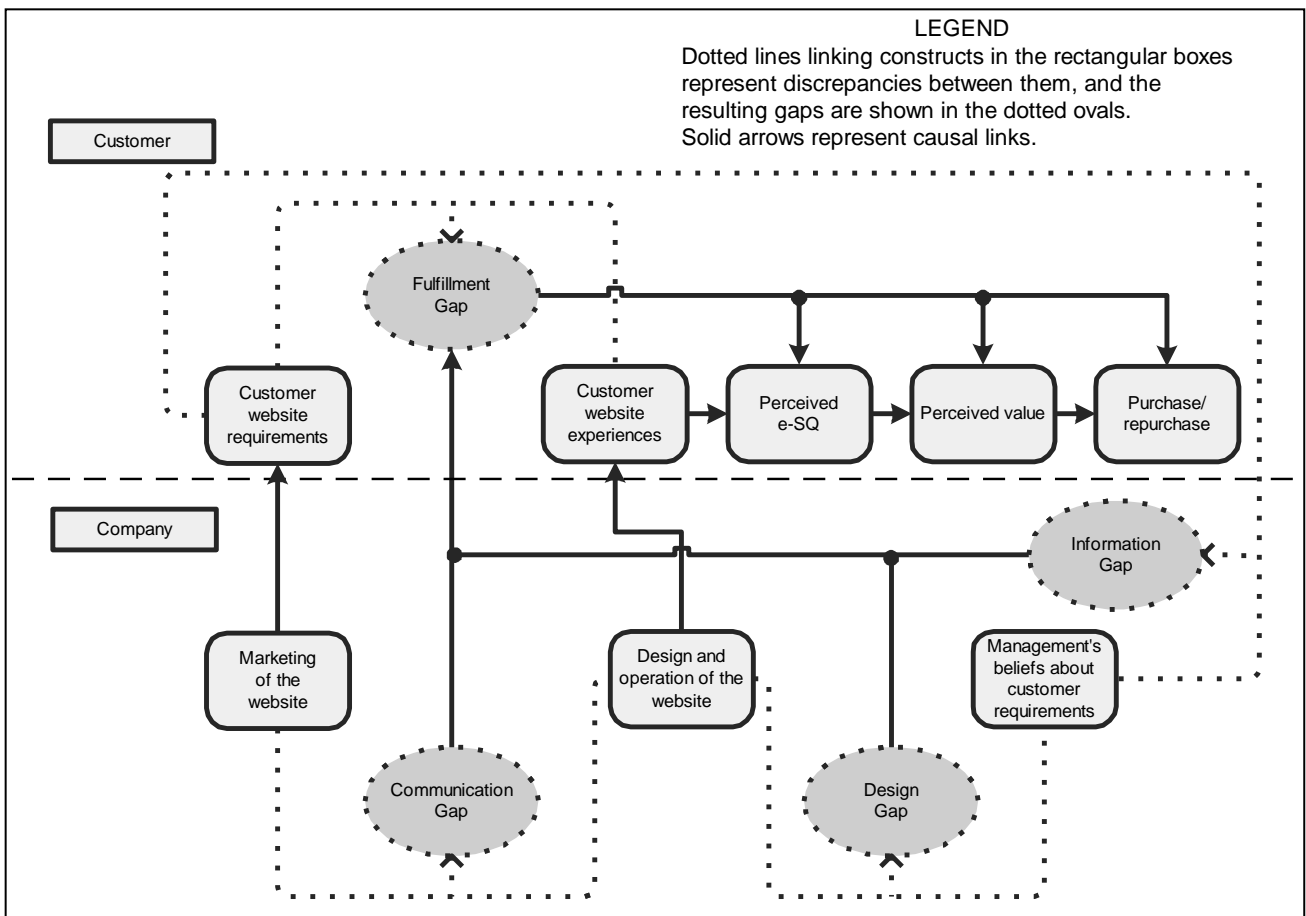 LEGEND
Dotted lines linking constructs in the rectangular boxes
represent discrepancies between them, and the
resulting gaps are shown in the dotted ovals.
Solid arrows represent causal links.
Customer
Fulfillment
Gap
Customer
website
requirements
Customer
website
experiences
Perceived
e-SQ
Perceived value
Purchase/
repurchase
Company
Information
Gap
Marketing
of the
website
Design and
operation of the
website
Management's
beliefs about
customer
requirements
Communication
Gap
Design
Gap